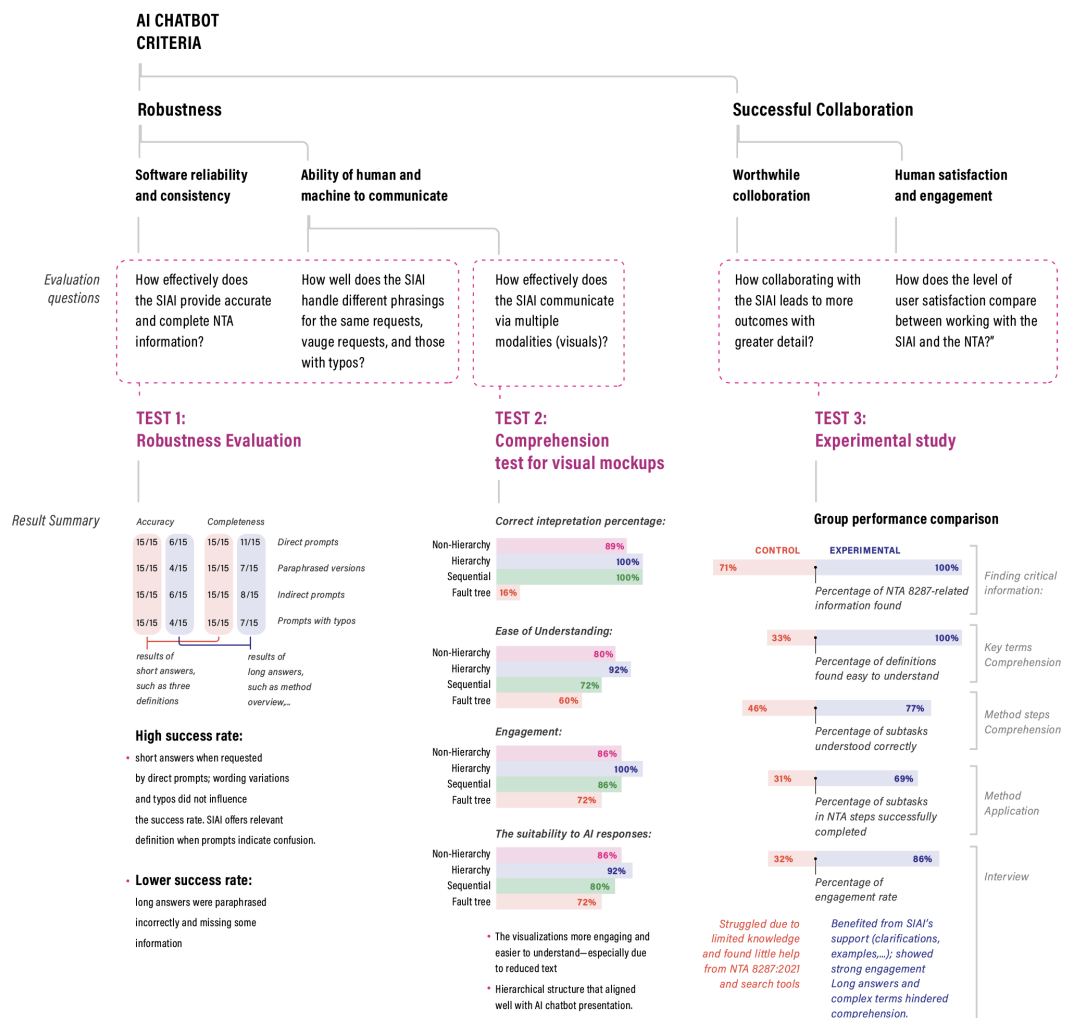 AI CHATBOT
CRITERIA
Robustness
Successful Collaboration
Software reliability
and consistency
Ability of human and
machine to communicate
Worthwhile
colloboration
Human satisfaction
and engagement
Evaluation
questions
How effectively does
the SIAI provide accurate
and complete NTA
information?
How well does the SIAI
handle different phrasings
for the same requests,
vauge requests, and those
with typos?
How effectively does
the SIAI communicate
via multiple
modalities (visuals)?
How collaborating with
the SIAI leads to more
outcomes with
greater detail?
How does the level of
user satisfaction compare
between working with the
SIAI and the NTA?"
TEST 1:
Robustness Evaluation
TEST 2:
Comprehension
test for visual mockups
TEST 3:
Experimental study
Result Summary
Accuracy
Completeness
15/15 6/15 15/15 11/15 Direct prompts
15/15 4/15 15/15 7/15 Paraphrased versions
15/15 6/15 15/15 8/15 Indirect prompts
15/15 4/15 15/15 7/15 Prompts with typos
results of
short answers,
such as three
definitions
results of
long answers,
such as method
overview,..
High success rate:
• short answers when requested
by direct prompts; wording variations
and typos did not influence
the success rate. SIAI offers relevant
definition when prompts indicate confusion.
• Lower success rate:
long answers were paraphrased
incorrectly and missing some
information
Correct intepretation percentage:
Non-Hierarchy 89%
Hierarchy 100%
Sequential 100%
Fault tree 16%
Ease of Understanding:
Non-Hierarchy 80%
Hierarchy 92%
Sequential 72%
Fault tree 60%
Engagement:
Non-Hierarchy 86%
Hierarchy 100%
Sequential 86%
Fault tree 72%
The suitability to AI responses:
Non-Hierarchy 86%
Hierarchy 92%
Sequential 80%
Fault tree 72%
• The visualizations more engaging and
easier to understand—especially due
to reduced text
• Hierarchical structure that aligned
well with AI chatbot presentation.
Group performance comparison
CONTROL EXPERIMENTAL
71% 100%
Percentage of NTA 8287-related
information found
Finding critical
information:
33% 100%
Percentage of definitions
found easy to understand
Key terms
Comprehension
46% 77%
Percentage of subtasks
understood correctly
Method steps
Comprehension
31% 69%
Percentage of subtasks
in NTA steps successfully
completed
Method
Application
32% 86%
Percentage of
engagement rate
Interview
Struggled due to
limited knowledge
and found little help
from NTA 8287:2021
and search tools
Benefited from SIAI's
support (clarifications,
examples,...); showed
strong engagement
Long answers and
complex terms hindered
comprehension.